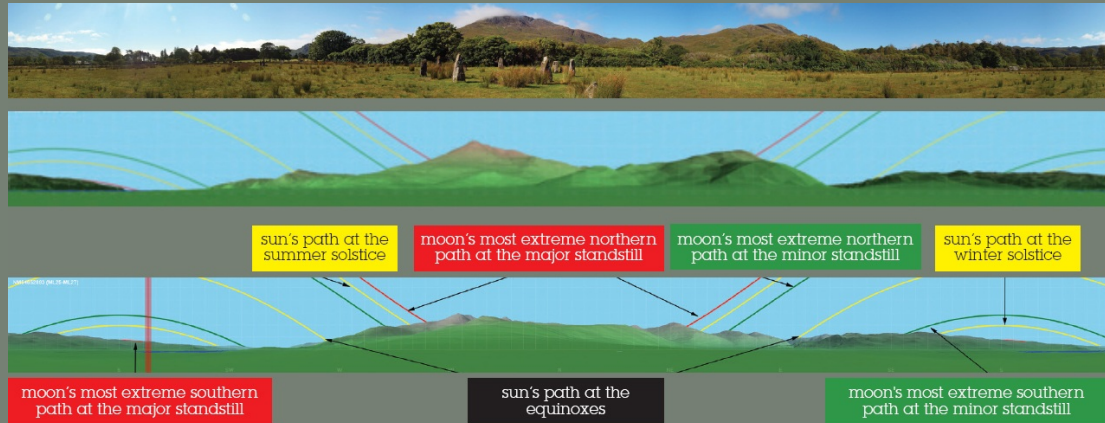 sun's path at the
summer solstice
moon's most extreme northern
path at the major standstill
moon's most extreme northern
path at the minor standstill
sun's path at the
winter solstice
moon's most extreme southern
path at the major standstill
sun's path at the
equinoxes
moon's most extreme southern
path at the minor standstill